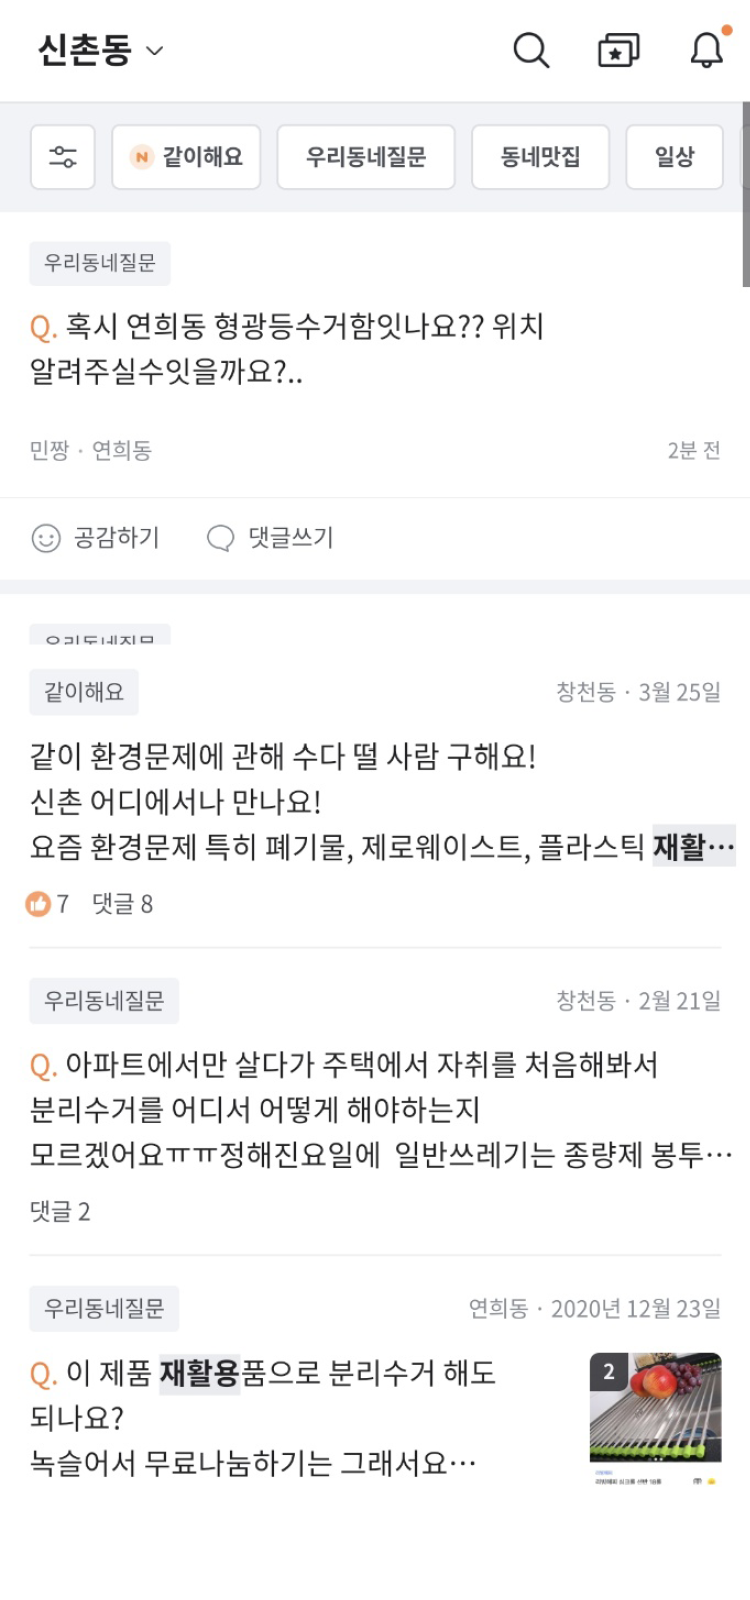 신촌동
N 같이해요 우리동네질문 동네맛집 일상
우리동네질문
Q. 혹시 연희동 형광등수거함잇나요?? 위치
알려주실수잇을까요?..
민짱 · 연희동 2분 전
공감하기 댓글쓰기
우리동네질문
같이해요 창천동 · 3월 25일
같이 환경문제에 관해 수다 떨 사람 구해요!
신촌 어디에서나 만나요!
요즘 환경문제 특히 폐기물, 제로웨이스트, 플라스틱 재활…
7 댓글 8
우리동네질문 창천동 · 2월 21일
Q. 아파트에서만 살다가 주택에서 자취를 처음해봐서
분리수거를 어디서 어떻게 해야하는지
모르겠어요ㅠㅠ정해진요일에 일반쓰레기는 종량제 봉투…
댓글 2
우리동네질문 연희동 · 2020년 12월 23일
Q. 이 제품 재활용품으로 분리수거 해도
되나요?
녹슬어서 무료나눔하기는 그래서요…
2